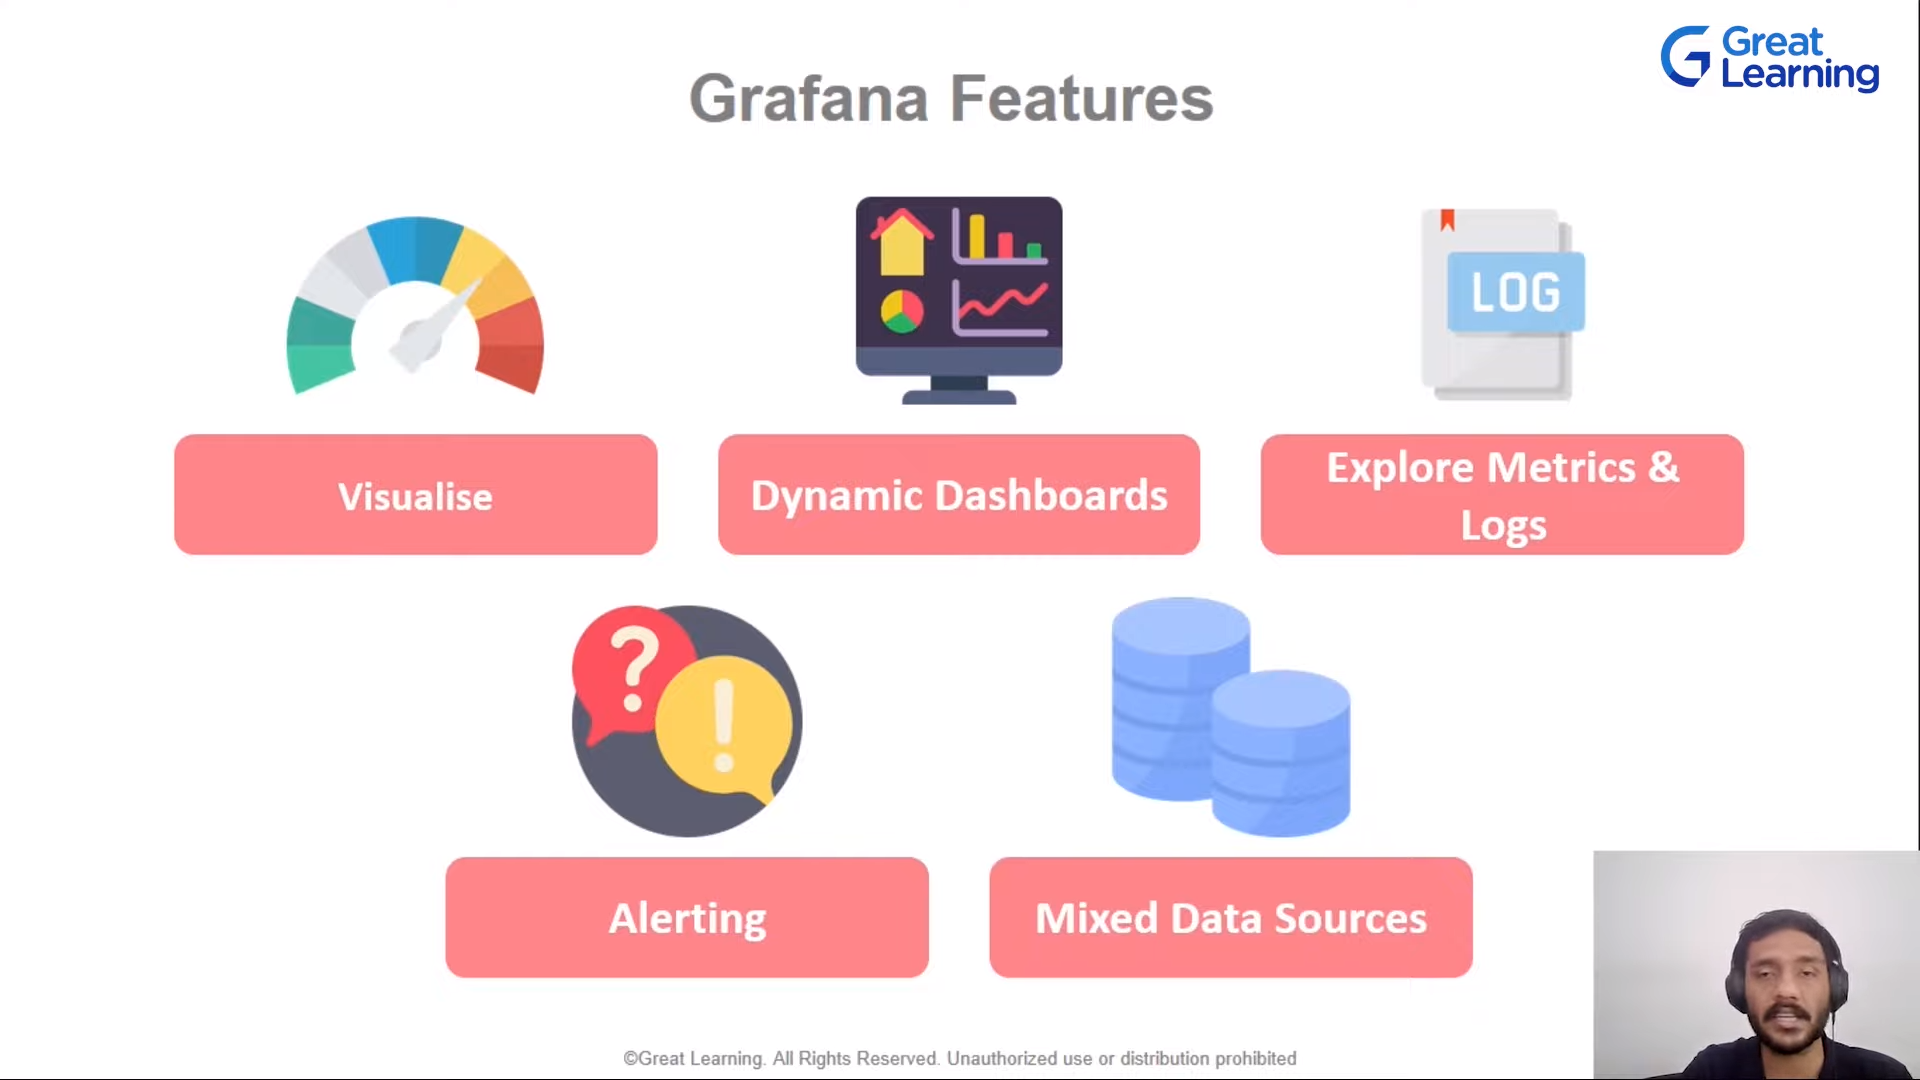 Great
Learning
Grafana Features
LOG
Visualise
Dynamic Dashboards
Explore Metrics &
Logs
?
!
Alerting
Mixed Data Sources
©Great Learning. All Rights Reserved. Unauthorized use or distribution prohibited